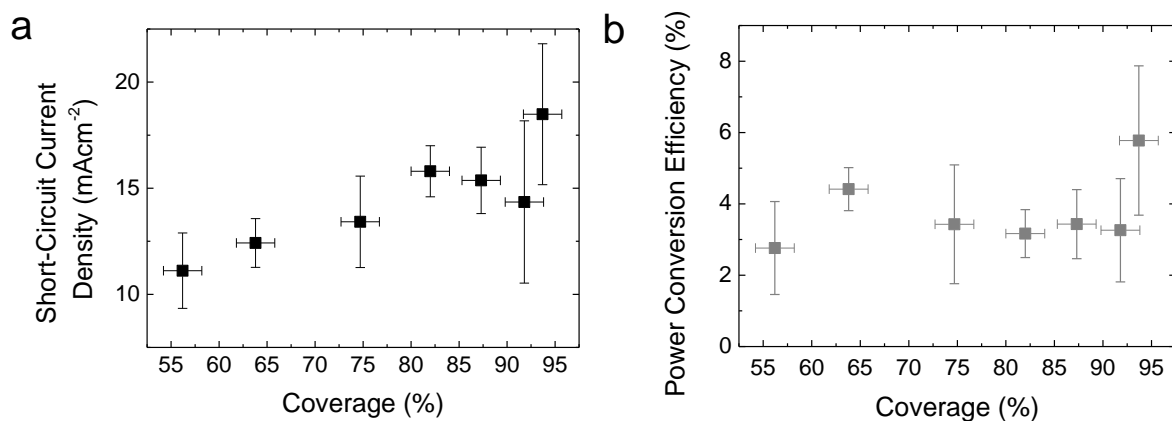 a
Short-Circuit Current
Density (mAcm-2)
20
15
10
55 60 65 70 75 80 85 90 95
Coverage (%)
b
Power Conversion Efficiency (%)
8
6
4
2
0
55 60 65 70 75 80 85 90 95
Coverage (%)